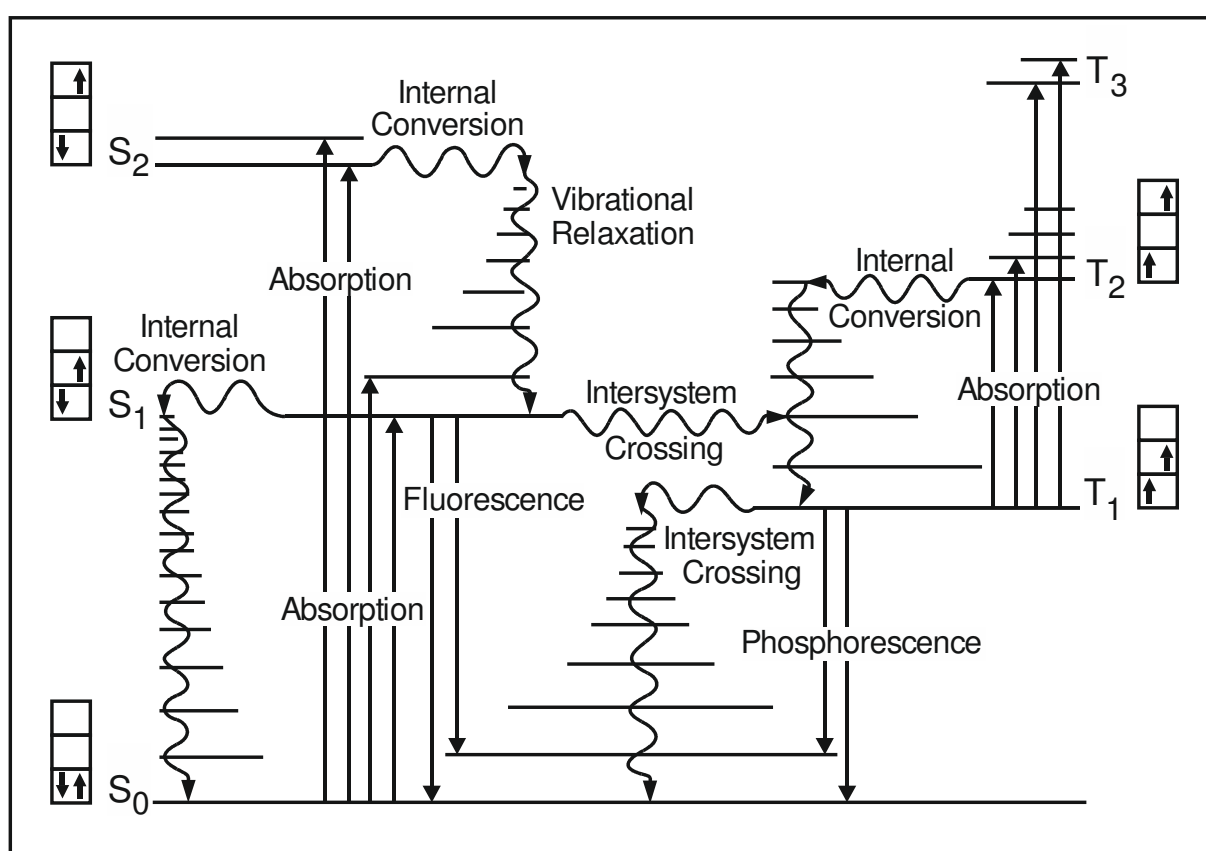 Internal
Conversion
S2
Vibrational
Relaxation
Absorption
Internal
Conversion
S1
Fluorescence
Absorption
S0
Intersystem
Crossing
Intersystem
Crossing
Phosphorescence
T3
Internal
Conversion
T2
Absorption
T1